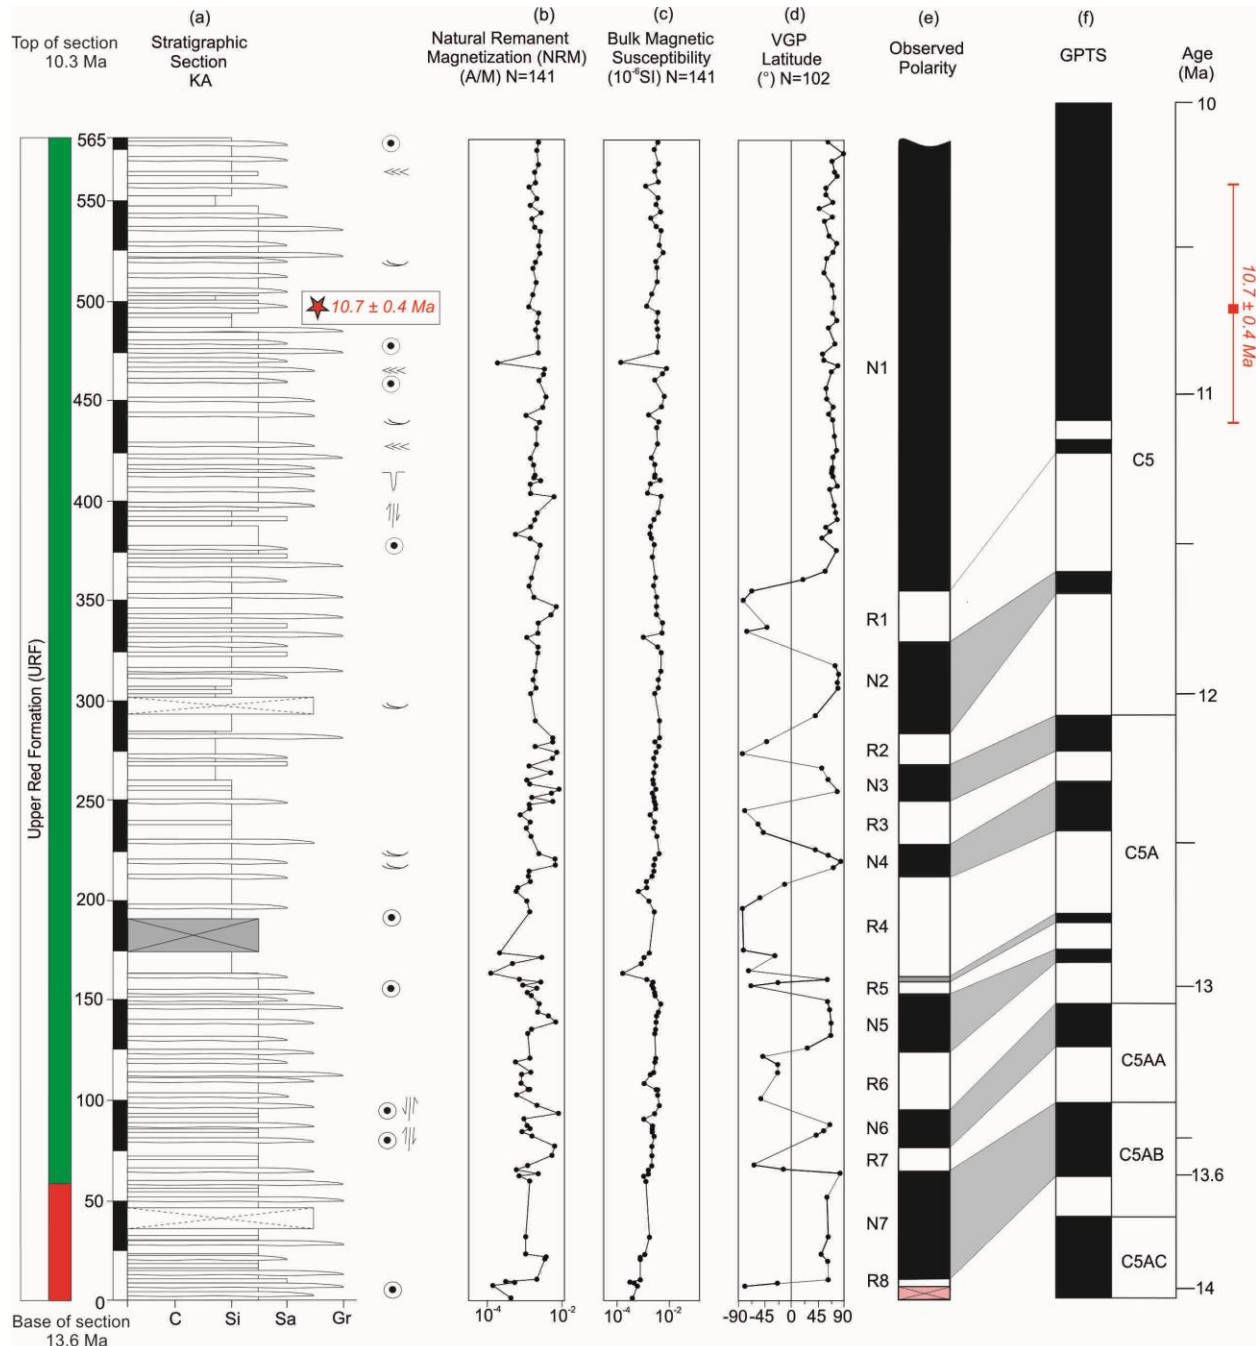 (a)
(b)
(c)
(d)
(e)
(f)
Top of section
10.3 Ma
Stratigraphic
Section
KA
Natural Remanent
Magnetization (NRM)
(A/M) N=141
Bulk Magnetic
Susceptibility
(10⁻⁶SI) N=141
VGP
Latitude
(°) N=102
Observed
Polarity
GPTS
Age
(Ma)
Upper Red Formation (URF)
565
550
500
450
400
350
300
250
200
150
100
50
0
10.7 ± 0.4 Ma
N1
R1
N2
R2
N3
R3
N4
R4
R5
N5
R6
N6
R7
N7
R8
C5
C5A
C5AA
C5AB
C5AC
10
11
12
13
13.6
14
10.7 ± 0.4 Ma
C Si Sa Gr
10⁻⁴ 10⁻²
10⁻⁴ 10⁻²
-90 -45 0 45 90
Base of section
13.6 Ma